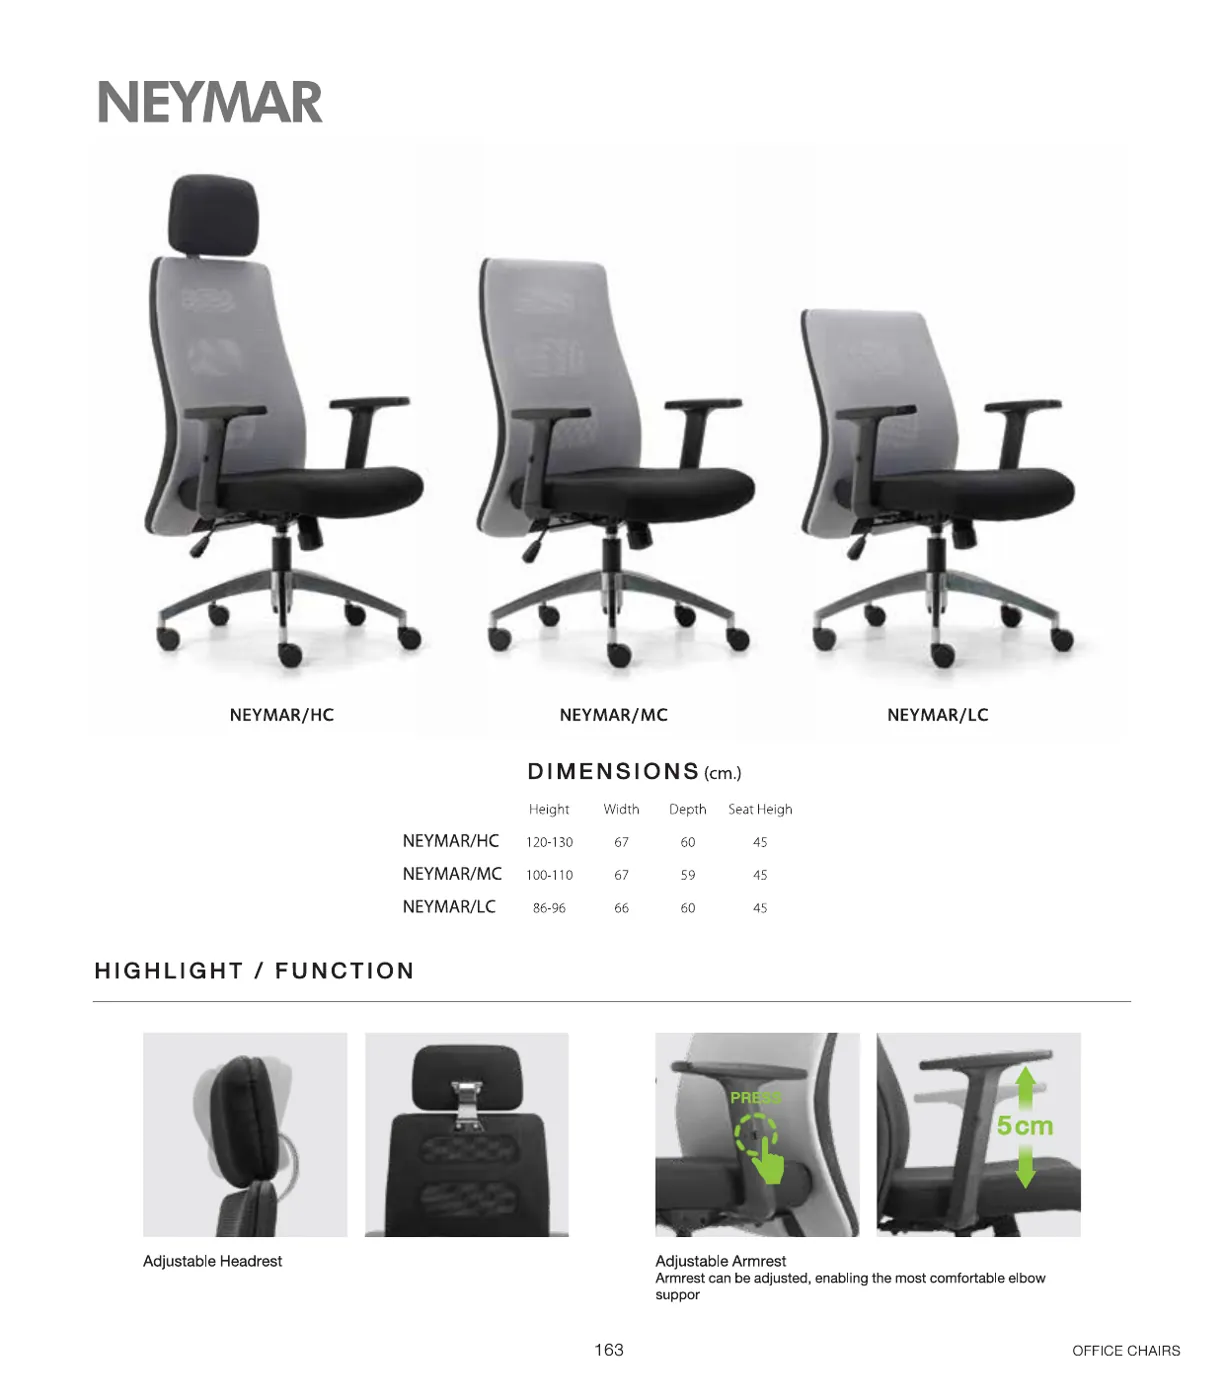 NEYMAR
NEYMAR/HC
NEYMAR/MC
NEYMAR/LC
DIMENSIONS (cm.)
Height Width Depth Seat Heigh
NEYMAR/HC 120-130 67 60 45
NEYMAR/MC 100-110 67 59 45
NEYMAR/LC 86-96 66 60 45
HIGHLIGHT / FUNCTION
PRESS
5cm
Adjustable Headrest
Adjustable Armrest
Armrest can be adjusted, enabling the most comfortable elbow
suppor
163
OFFICE CHAIRS